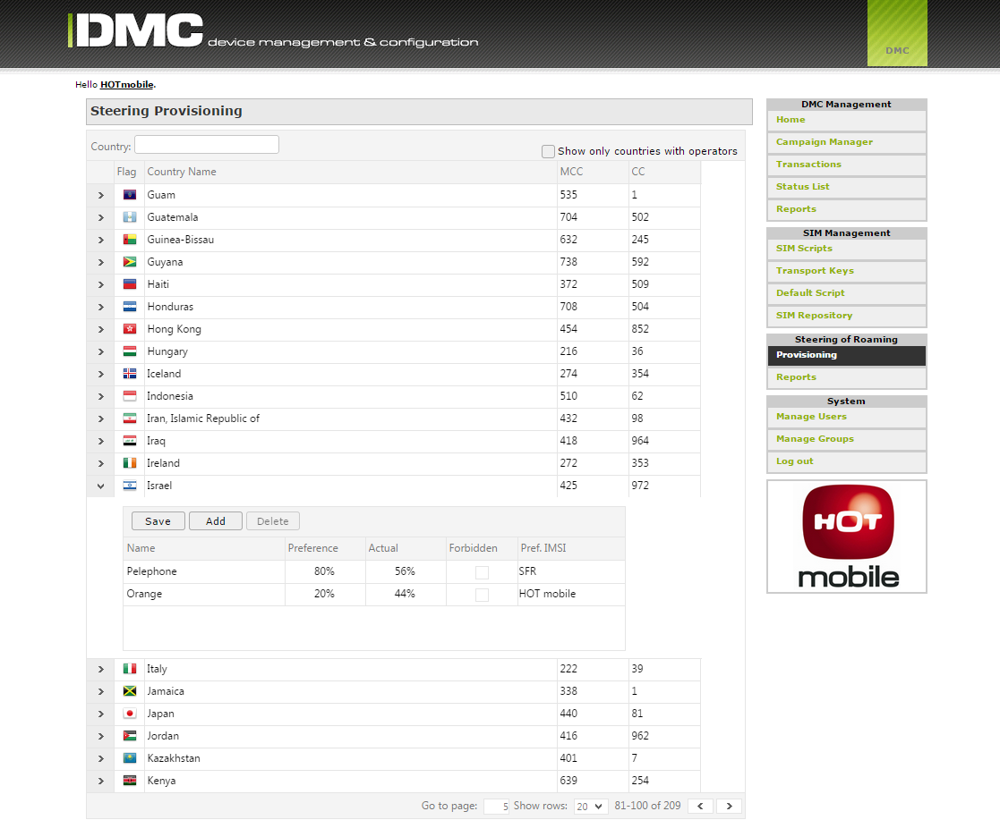 DMC device management & configuration
DMC
Hello HOTmobile.
Steering Provisioning
Country:
Show only countries with operators
Flag Country Name MCC CC
Guam 535 1
Guatemala 704 502
Guinea-Bissau 632 245
Guyana 738 592
Haiti 372 509
Honduras 708 504
Hong Kong 454 852
Hungary 216 36
Iceland 274 354
Indonesia 510 62
Iran, Islamic Republic of 432 98
Iraq 418 964
Ireland 272 353
Israel 425 972
Save Add Delete
Name Preference Actual Forbidden Pref. IMSI
Pelephone 80% 56% SFR
Orange 20% 44% HOT mobile
Italy 222 39
Jamaica 338 1
Japan 440 81
Jordan 416 962
Kazakhstan 401 7
Kenya 639 254
Go to page: 5 Show rows: 20 81-100 of 209
DMC Management
Home
Campaign Manager
Transactions
Status List
Reports
SIM Management
SIM Scripts
Transport Keys
Default Script
SIM Repository
Steering of Roaming
Provisioning
Reports
System
Manage Users
Manage Groups
Log out
HOT
mobile